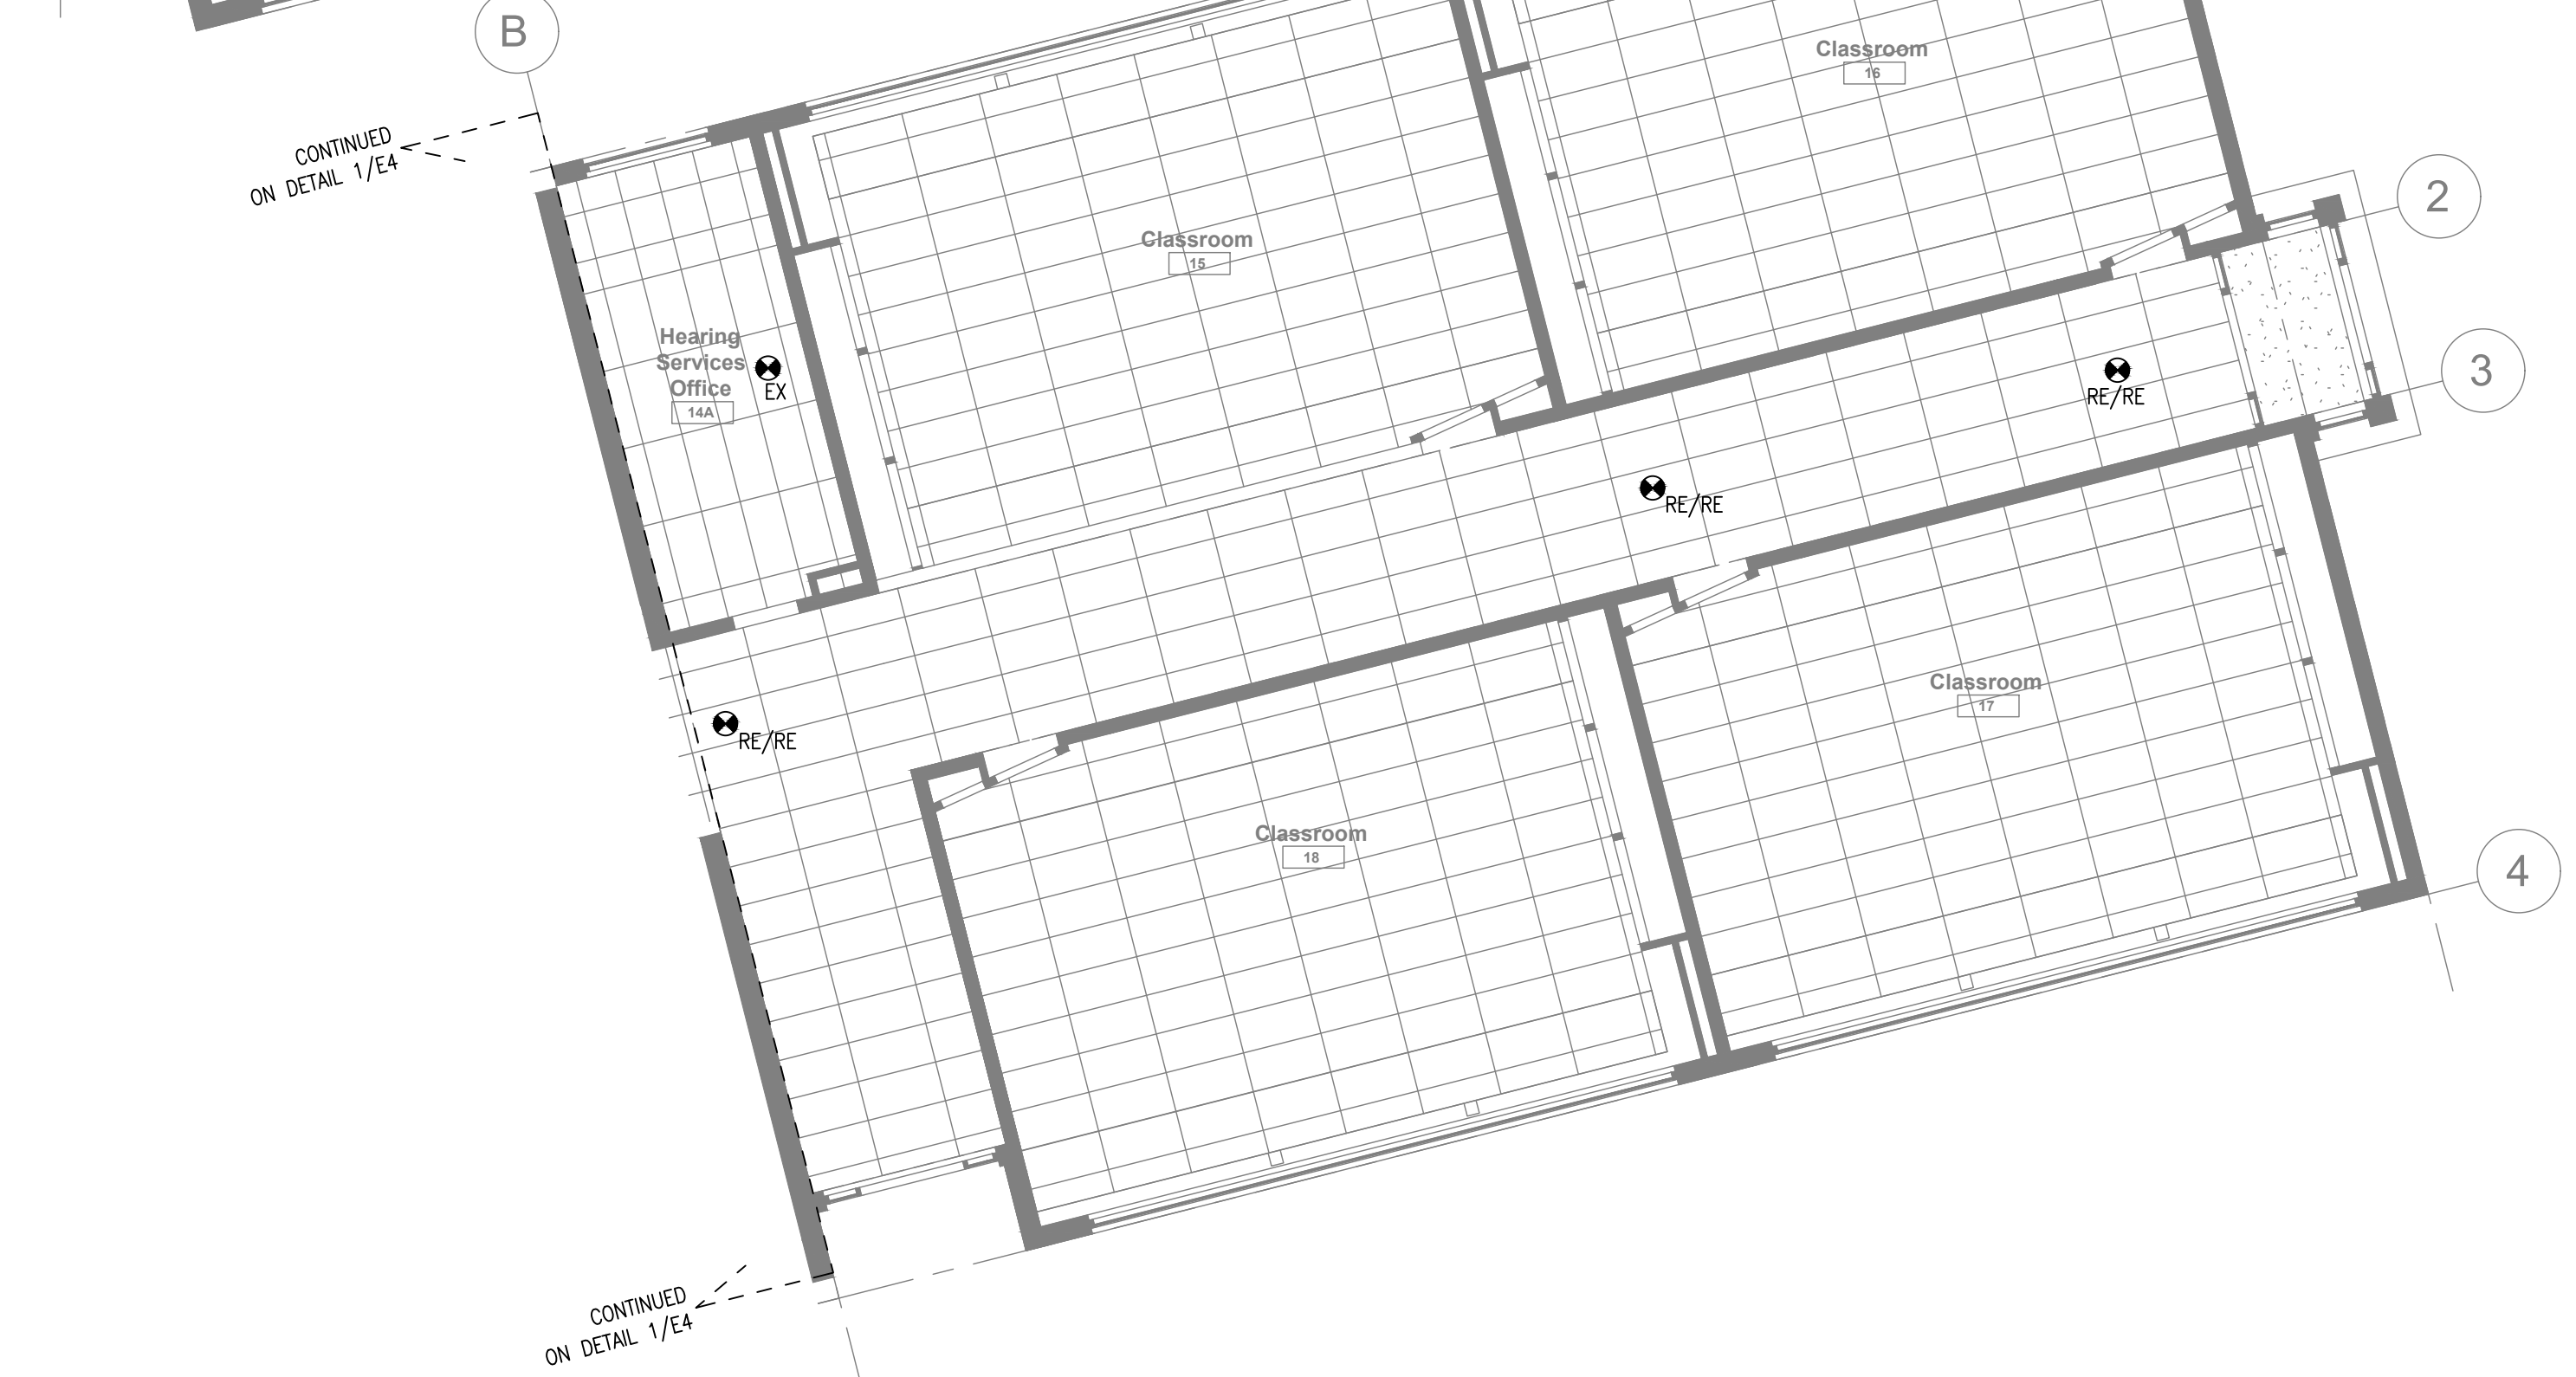 B
CONTINUED
ON DETAIL 1/E4
Classroom
16
2
Classroom
15
Hearing
Services
Office
14A
EX
RE/RE
3
RE/RE
Classroom
17
RE/RE
Classroom
18
4
CONTINUED
ON DETAIL 1/E4